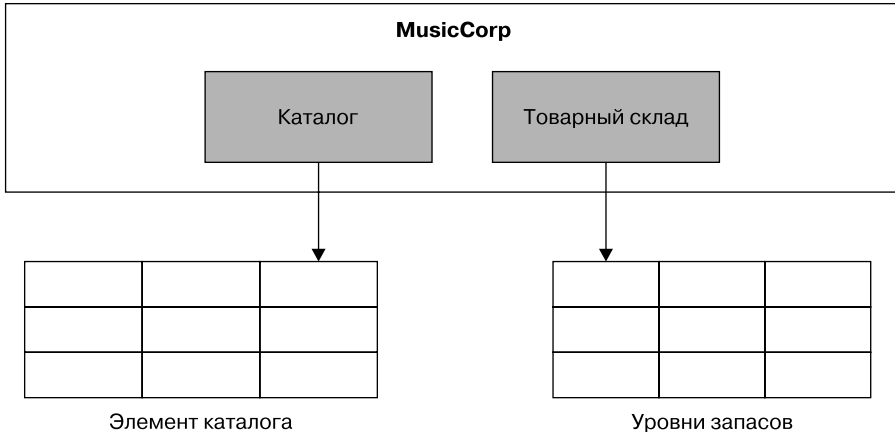 MusicCorp
Каталог
Товарный склад
Элемент каталога
Уровни запасов